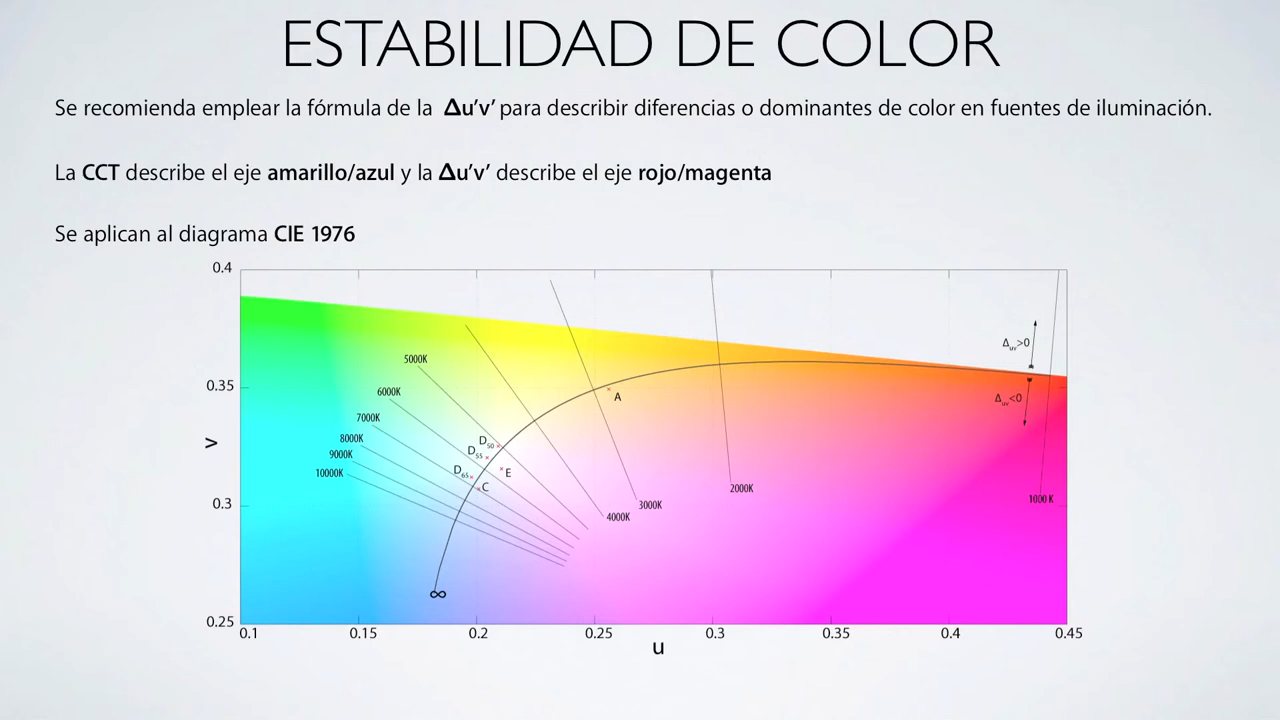 ESTABILIDAD DE COLOR
Se recomienda emplear la fórmula de la Δu’v’ para describir diferencias o dominantes de color en fuentes de iluminación.
La CCT describe el eje amarillo/azul y la Δu’v’ describe el eje rojo/magenta
Se aplican al diagrama CIE 1976
0.4
Δuv>0
5000K
0.35
6000K
A
Δuv<0
7000K
8000K
D50
v
9000K
D55
10000K
D65
E
C
2000K
1000 K
0.3
3000K
4000K
∞
0.25
0.1
0.15
0.2
0.25
0.3
0.35
0.4
0.45
u